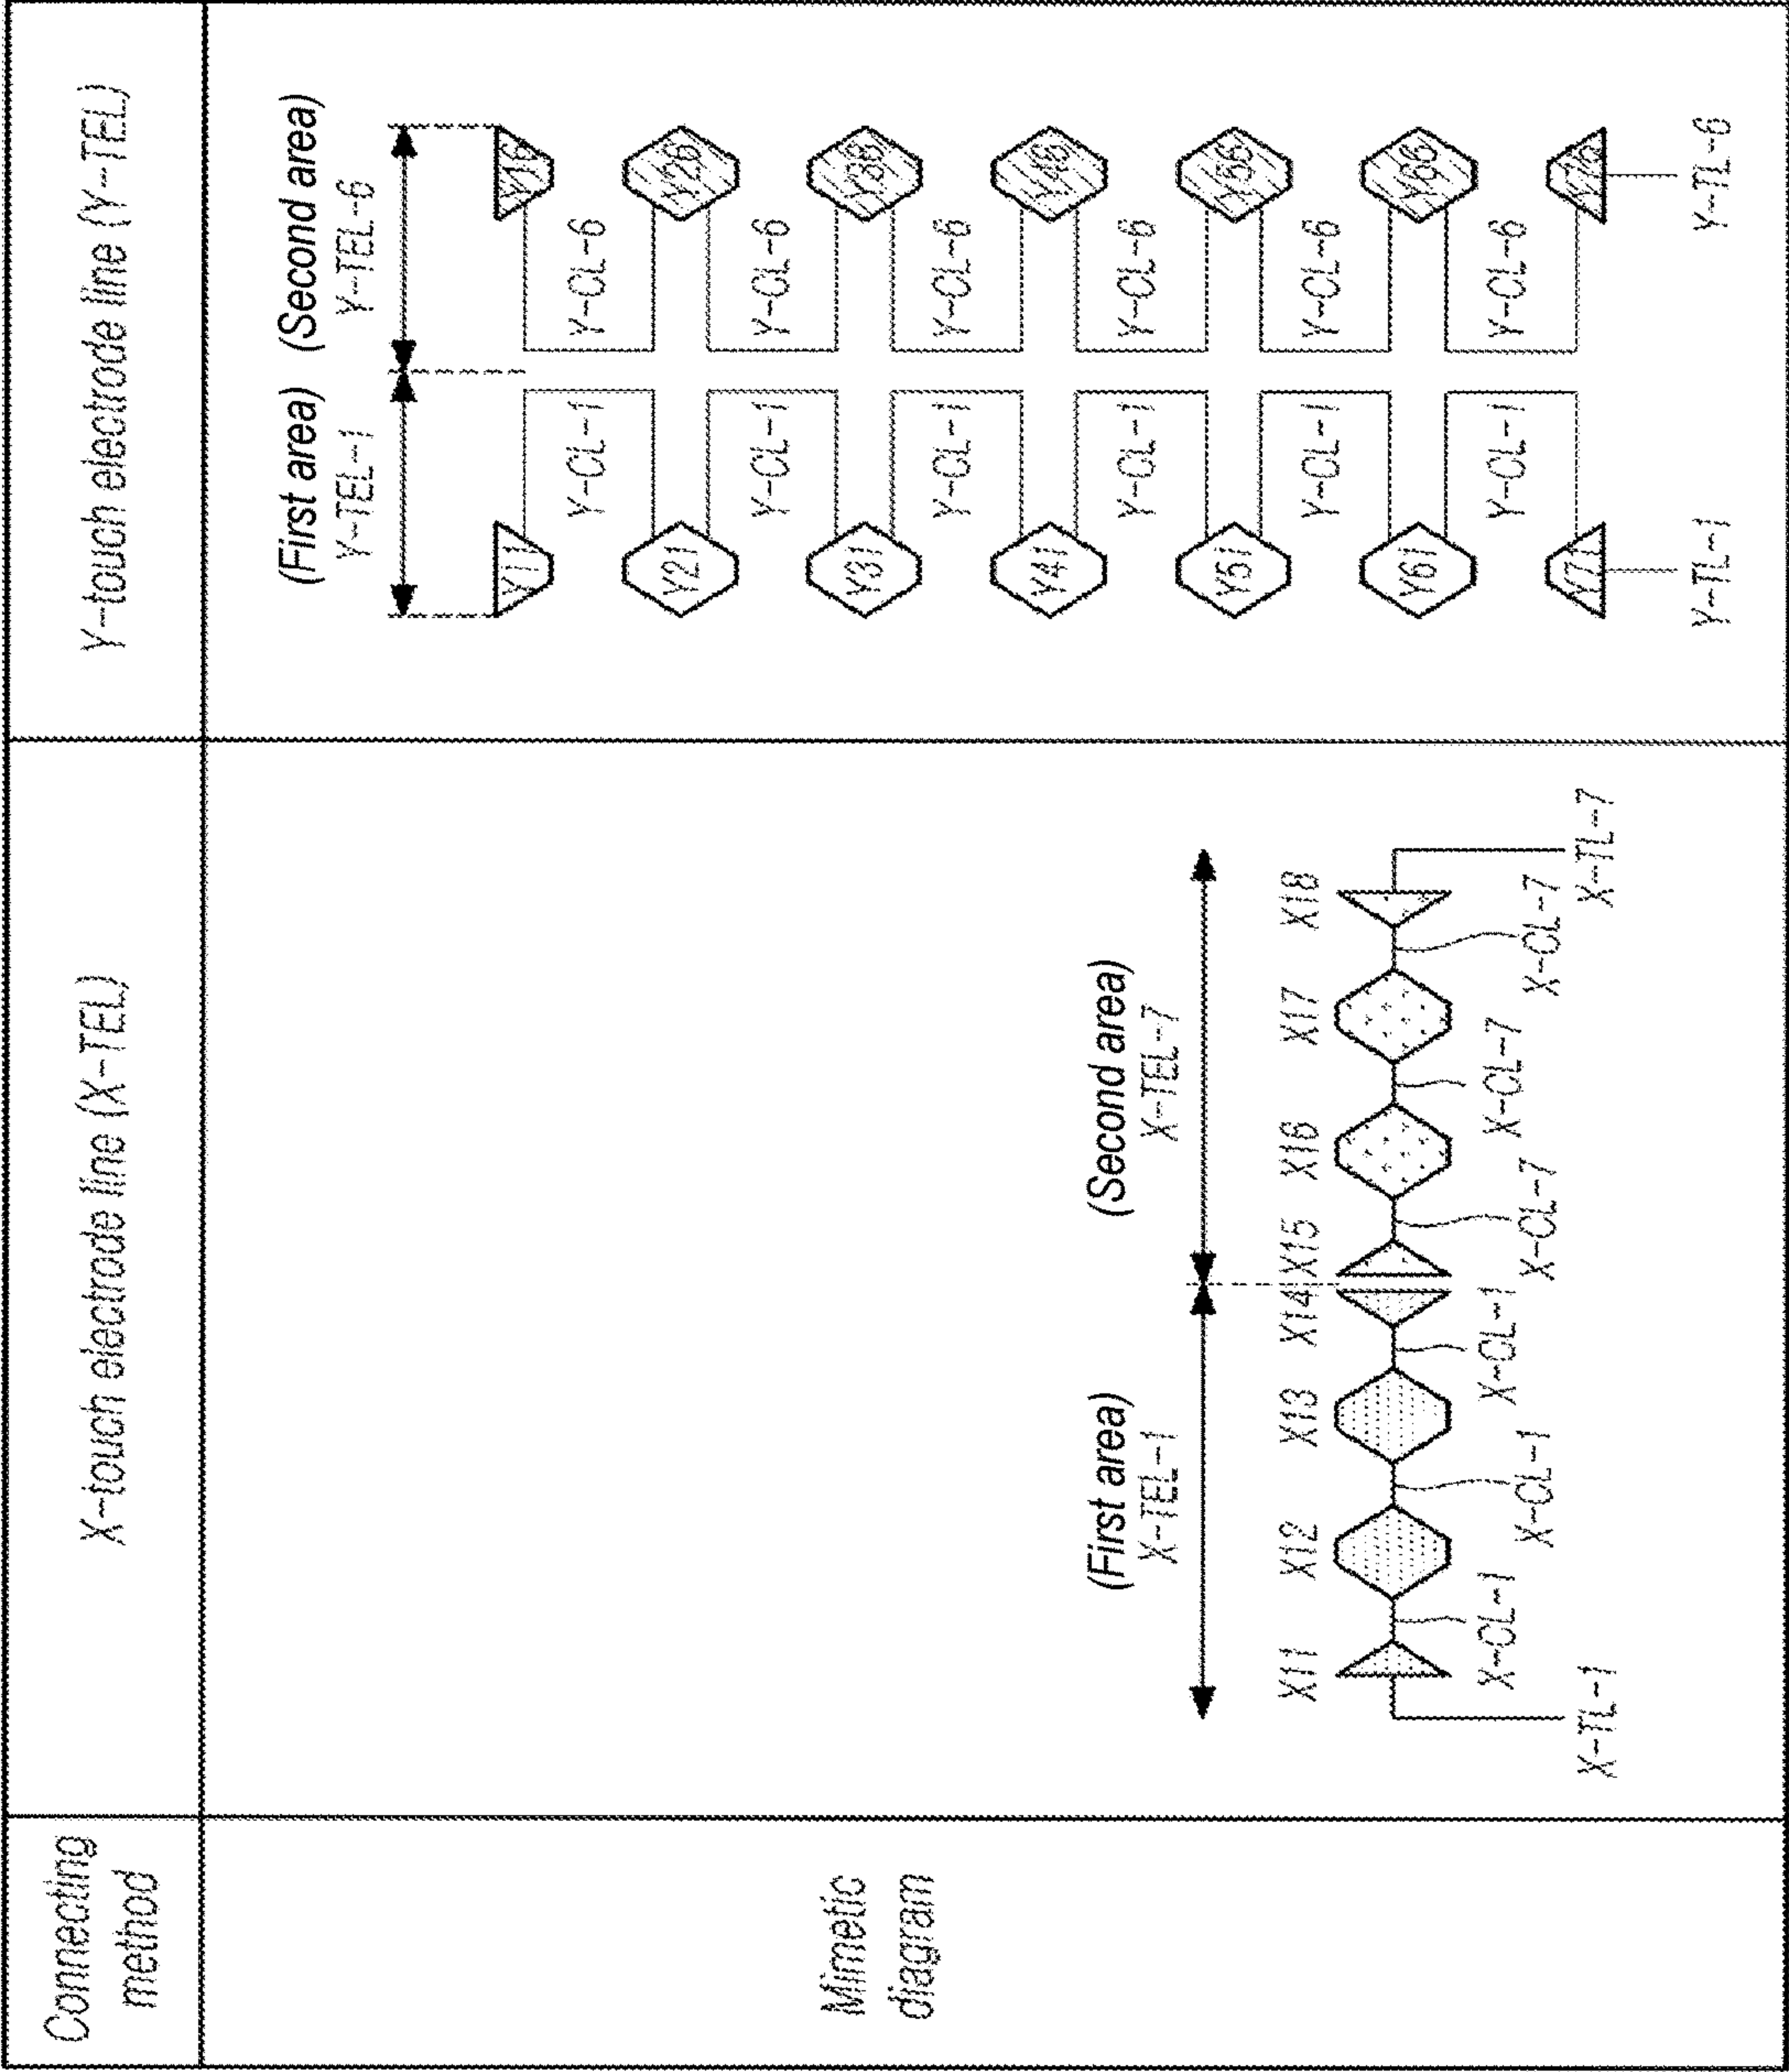 Connecting
method
X-touch electrode line (X-TEL)
Y-touch electrode line (Y-TEL)
Mimetic
diagram
(First area)
X-TEL-1
(Second area)
X-TEL-7
X11
X12
X13
X14
X15
X16
X17
X18
X-CL-1
X-CL-1
X-CL-1
X-CL-7
X-CL-7
X-CL-7
X-TL-1
X-TL-7
(First area)
Y-TEL-1
(Second area)
Y-TEL-6
Y11
Y16
Y-CL-1
Y-CL-6
Y21
Y26
Y-CL-1
Y-CL-6
Y31
Y36
Y-CL-1
Y-CL-6
Y41
Y46
Y-CL-1
Y-CL-6
Y51
Y56
Y-CL-1
Y-CL-6
Y61
Y66
Y-CL-1
Y-CL-6
Y71
Y76
Y-TL-1
Y-TL-6